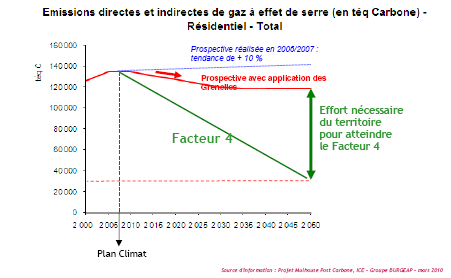 Emissions directes et indirectes de gaz à effet de serre (en téq Carbone) -
Résidentiel - Total
teq C
160 000
140 000
120 000
100 000
80 000
60 000
40 000
20 000
0
Prospective réalisée en 2006/2007 :
tendance de + 10 %
Prospective avec application des
Grenelles
Facteur 4
Effort nécessaire
du territoire
pour atteindre
le Facteur 4
2 000 2 005 2 010 2 015 2 020 2 025 2 030 2 035 2 040 2 045 2 050
Plan Climat
Source d'information : Projet Mulhouse Post Carbone, ICE - Groupe BURGEAP - mars 2010